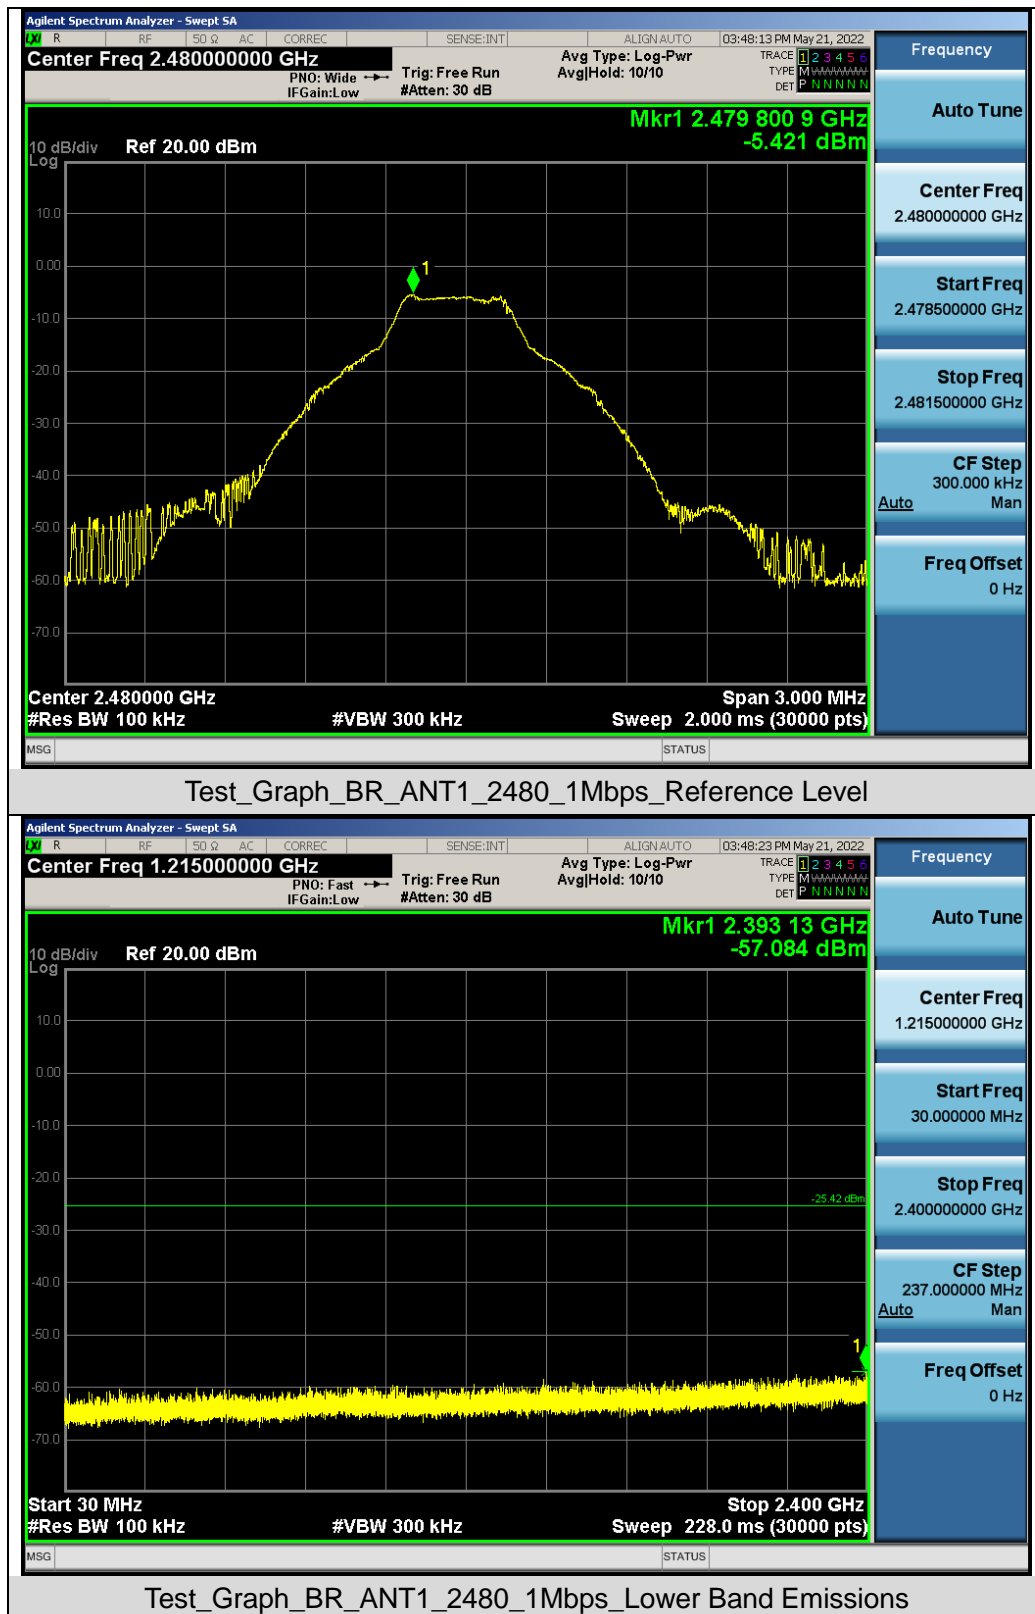 Agilent Spectrum Analyzer - Swept SA
LXI R RF 50 Ω AC CORREC SENSE:INT ALIGN AUTO 03:48:13 PM May 21, 2022
Center Freq 2.480000000 GHz
PNO: Wide
IFGain:Low
Trig: Free Run
#Atten: 30 dB
Avg Type: Log-Pwr
Avg|Hold: 10/10
TRACE 1 2 3 4 5 6
TYPE M WWWWW
DET P N N N N N
Mkr1 2.479 800 9 GHz
-5.421 dBm
10 dB/div Ref 20.00 dBm
Log
10.0
0.00
-10.0
-20.0
-30.0
-40.0
-50.0
-60.0
-70.0
1
Center 2.480000 GHz Span 3.000 MHz
#Res BW 100 kHz #VBW 300 kHz Sweep 2.000 ms (30000 pts)
MSG STATUS
Frequency
Auto Tune
Center Freq
2.480000000 GHz
Start Freq
2.478500000 GHz
Stop Freq
2.481500000 GHz
CF Step
300.000 kHz
Auto Man
Freq Offset
0 Hz
Test_Graph_BR_ANT1_2480_1Mbps_Reference Level
Agilent Spectrum Analyzer - Swept SA
LXI R RF 50 Ω AC CORREC SENSE:INT ALIGN AUTO 03:48:23 PM May 21, 2022
Center Freq 1.215000000 GHz
PNO: Fast
IFGain:Low
Trig: Free Run
#Atten: 30 dB
Avg Type: Log-Pwr
Avg|Hold: 10/10
TRACE 1 2 3 4 5 6
TYPE M WWWWW
DET P N N N N N
Mkr1 2.393 13 GHz
-57.084 dBm
10 dB/div Ref 20.00 dBm
Log
10.0
0.00
-10.0
-20.0
-30.0
-40.0
-50.0
-60.0
-70.0
-25.42 dBm
1
Start 30 MHz Stop 2.400 GHz
#Res BW 100 kHz #VBW 300 kHz Sweep 228.0 ms (30000 pts)
MSG STATUS
Frequency
Auto Tune
Center Freq
1.215000000 GHz
Start Freq
30.000000 MHz
Stop Freq
2.400000000 GHz
CF Step
237.000000 MHz
Auto Man
Freq Offset
0 Hz
Test_Graph_BR_ANT1_2480_1Mbps_Lower Band Emissions